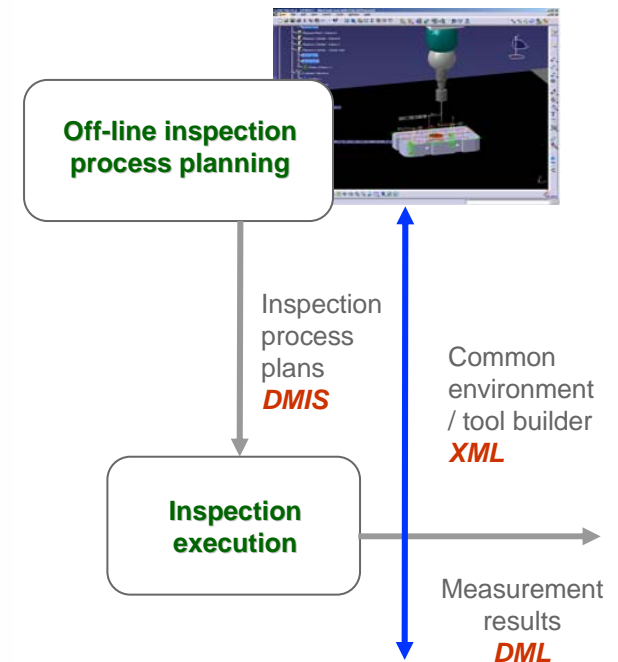 Off-line inspection
process planning
Inspection
process
plans
DMIS
Common
environment
/ tool builder
XML
Inspection
execution
Measurement
results
DML